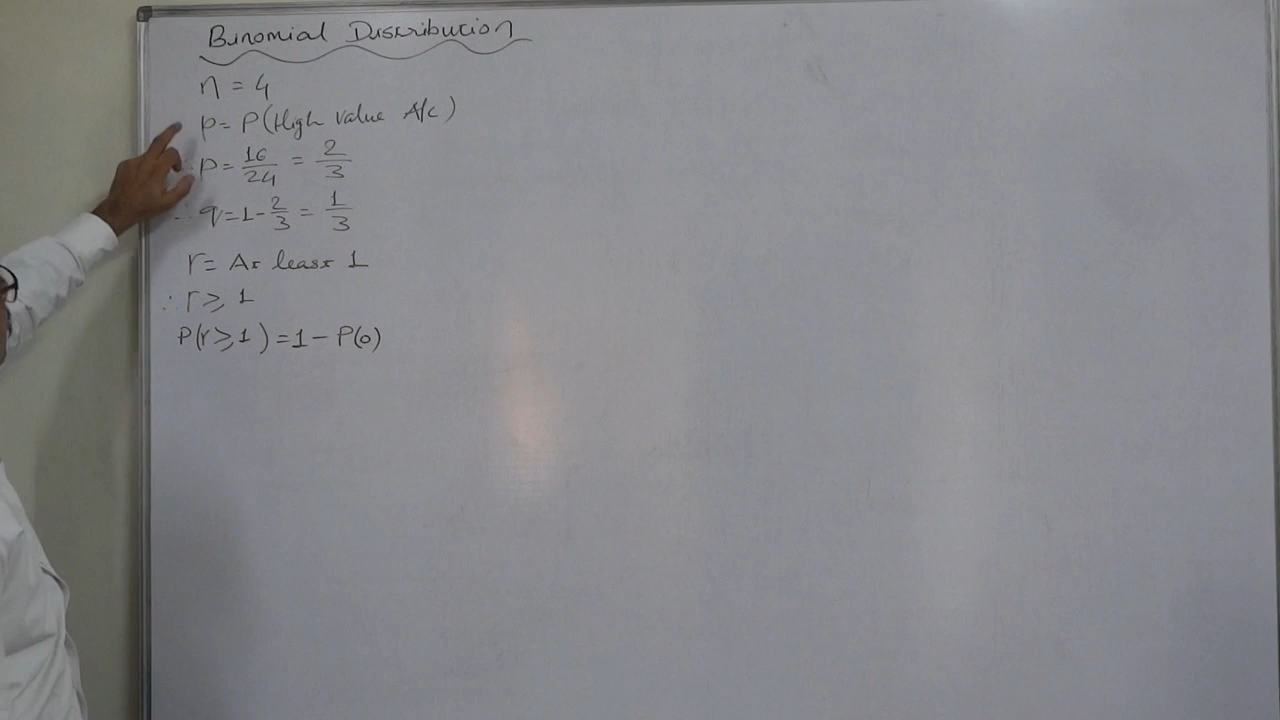 Binomial Distribution
n = 4
p = P(High Value A/c)
∴ p = 16/24 = 2/3
∴ q = 1 - 2/3 = 1/3
r = At least 1
∴ r ≥ 1
P(r ≥ 1) = 1 - P(0)